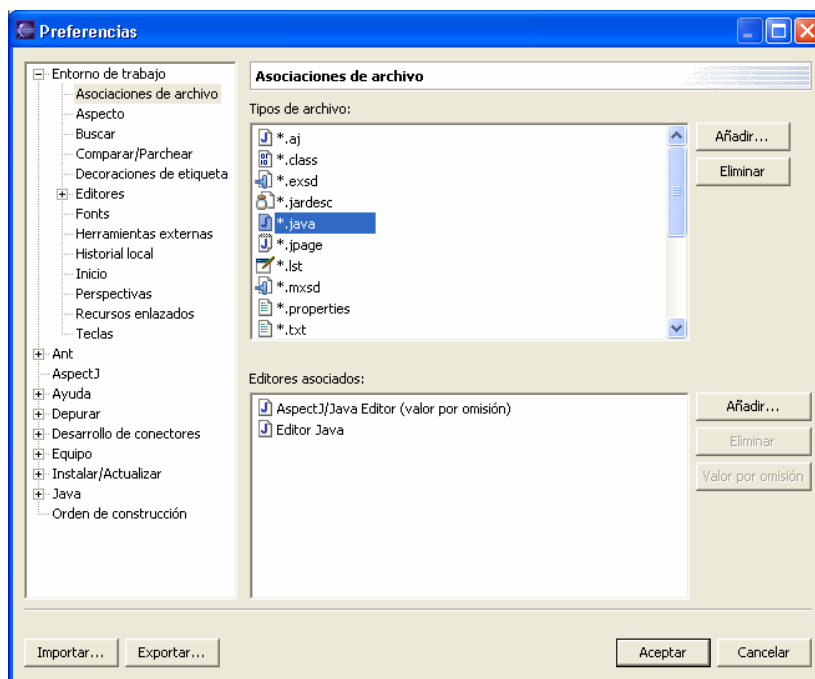 Preferencias
Entorno de trabajo
Asociaciones de archivo
Aspecto
Buscar
Comparar/Parchear
Decoraciones de etiqueta
Editores
Fonts
Herramientas externas
Historial local
Inicio
Perspectivas
Recursos enlazados
Teclas
Ant
AspectJ
Ayuda
Depurar
Desarrollo de conectores
Equipo
Instalar/Actualizar
Java
Orden de construcción
Asociaciones de archivo
Tipos de archivo:
*.aj
*.class
*.exsd
*.jardesc
*.java
*.jpage
*.lst
*.mxsd
*.properties
*.txt
Añadir...
Eliminar
Editores asociados:
AspectJ/Java Editor (valor por omisión)
Editor Java
Añadir...
Eliminar
Valor por omisión
Importar...
Exportar...
Aceptar
Cancelar